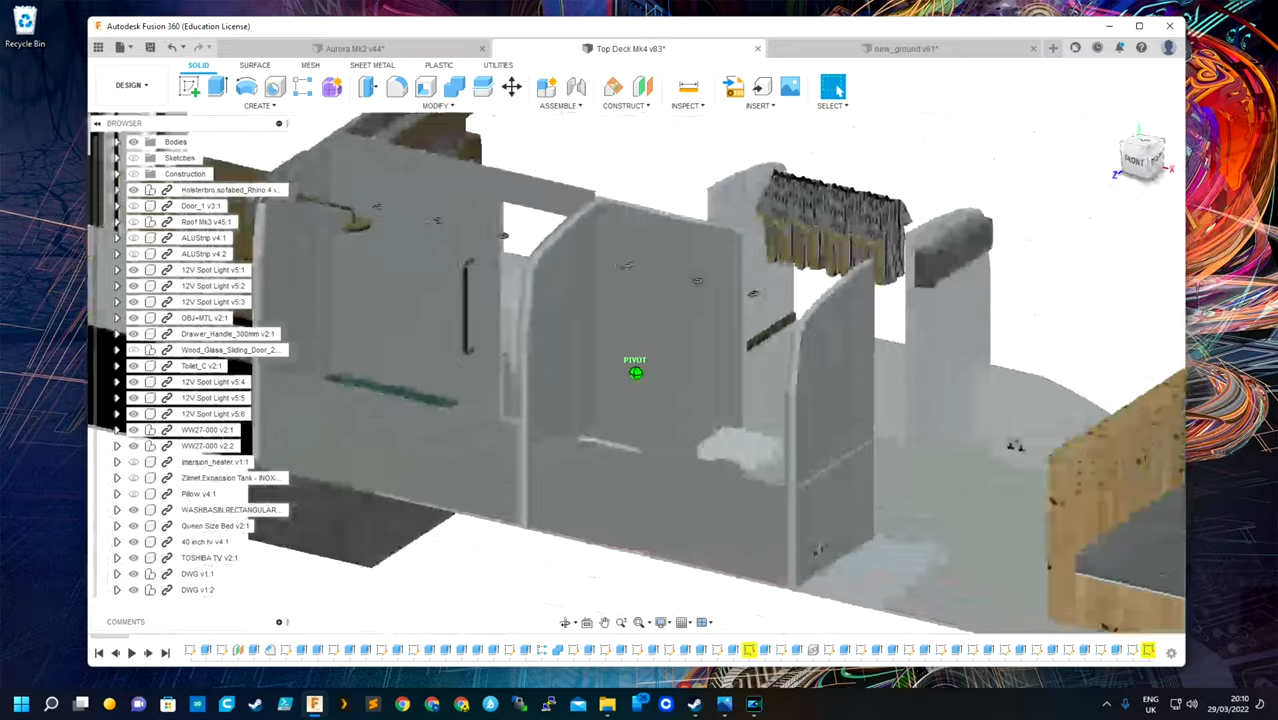 Recycle Bin
Autodesk Fusion 360 (Education License)
Aurora Mk2 v44*
Top Deck Mk4 v83*
new_ground v61*
SOLID
SURFACE
MESH
SHEET METAL
PLASTIC
UTILITIES
DESIGN
CREATE
MODIFY
ASSEMBLE
CONSTRUCT
INSPECT
INSERT
SELECT
BROWSER
Bodies
Sketches
Construction
Door_1 v3:1
Roof Mk3 v45:1
ALUStrip v4:1
ALUStrip v4:2
12V Spot Light v5:1
12V Spot Light v5:2
12V Spot Light v5:3
OBJ+MTL v2:1
Drawer_Handle_300mm v2:1
Wood_Glass_Sliding_Door_2...
Toilet_C v2:1
12V Spot Light v5:4
12V Spot Light v5:5
12V Spot Light v5:6
WW27-000 v2:1
WW27-000 v2:2
imersion_heater v1:1
Zilmet Expansion Tank - INOX-...
Pillow v4:1
WASHBASIN RECTANGULAR...
Queen Size Bed v2:1
40 inch tv v4:1
TOSHIBA TV v2:1
DWG v1:1
DWG v1:2
COMMENTS
PIVOT
FRONT
Z
X
ENG
UK
20:10
29/03/2022